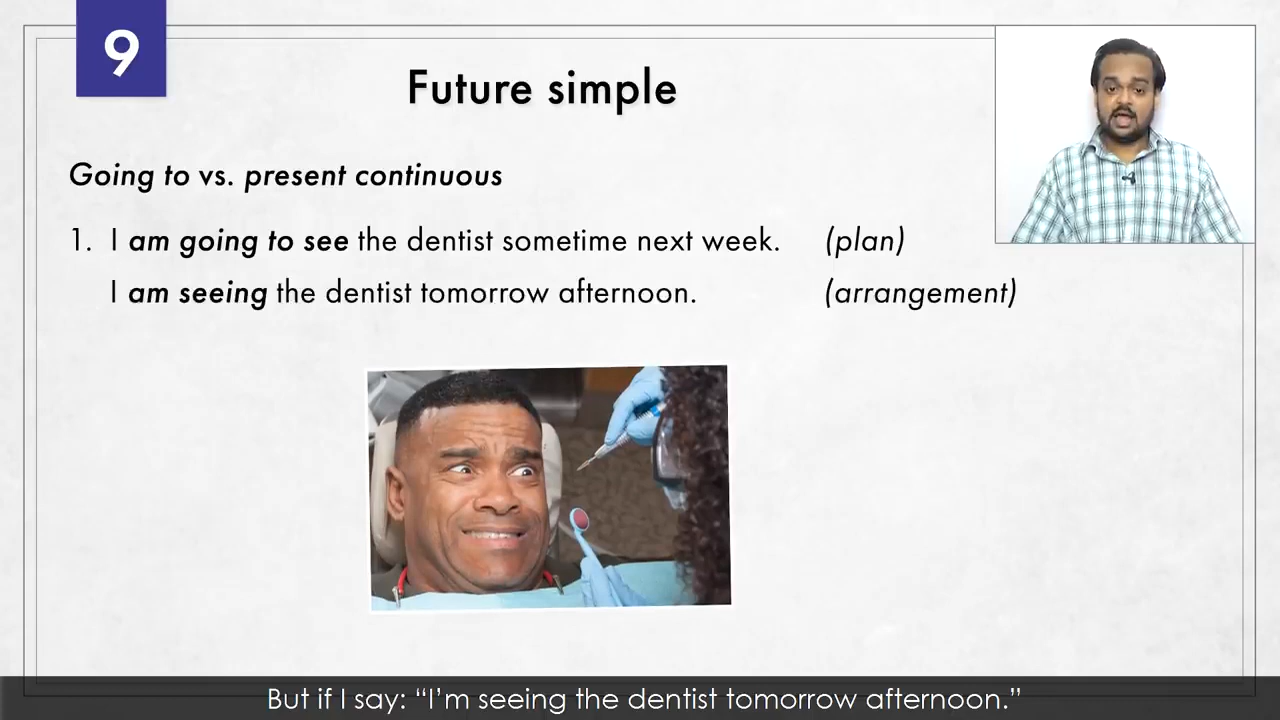 9
Future simple
Going to vs. present continuous
1. I am going to see the dentist sometime next week. (plan)
I am seeing the dentist tomorrow afternoon. (arrangement)
But if I say: “I’m seeing the dentist tomorrow afternoon.”